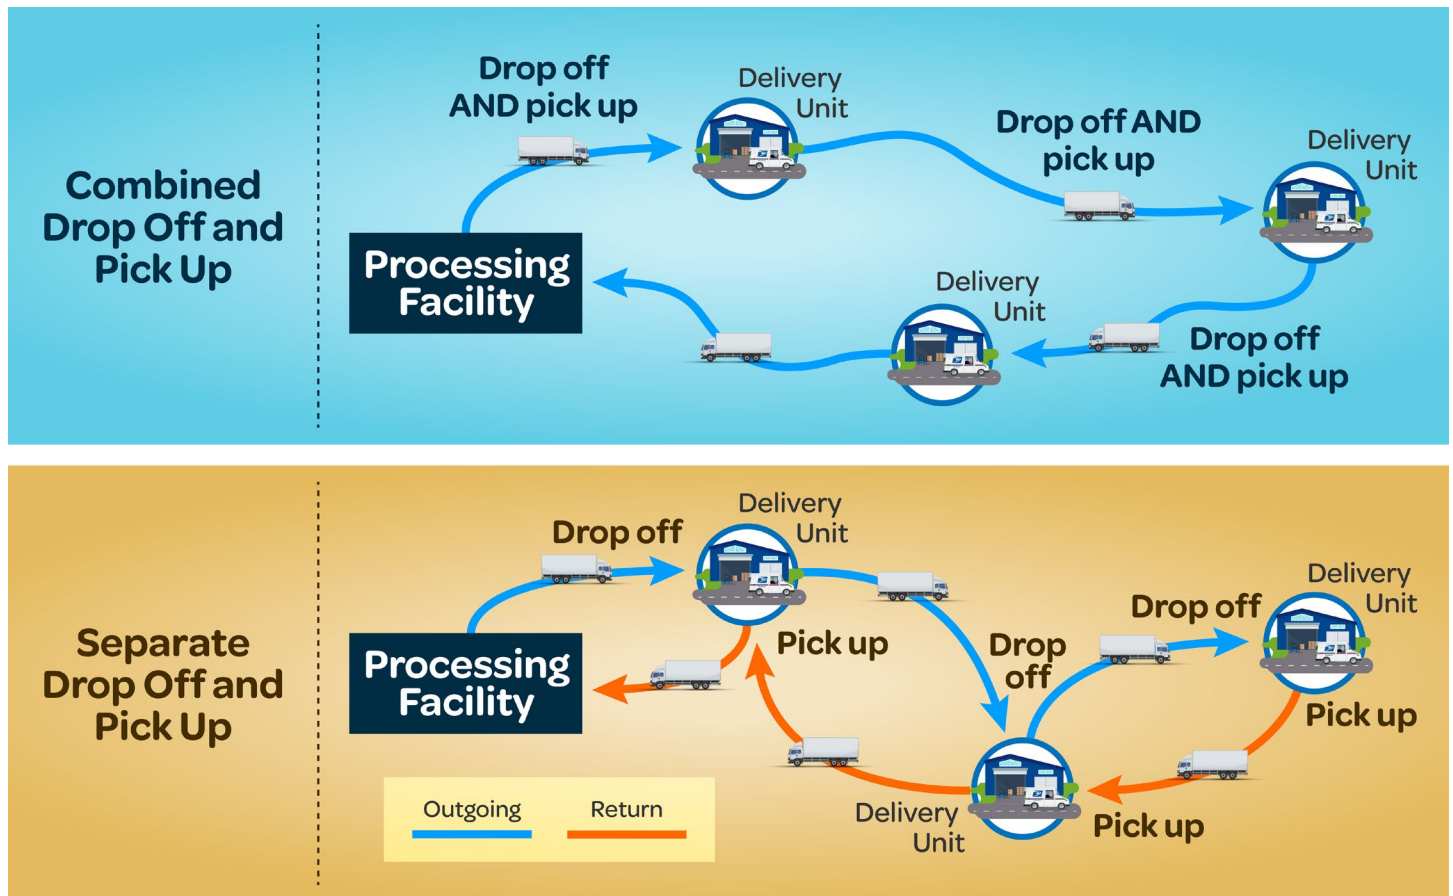 Combined
Drop Off and
Pick Up
Drop off
AND pick up
Delivery
Unit
Drop off AND
pick up
Delivery
Unit
Processing
Facility
Delivery
Unit
Drop off
AND pick up
Separate
Drop Off and
Pick Up
Drop off
Delivery
Unit
Pick up
Drop
off
Drop off
Delivery
Unit
Pick up
Processing
Facility
Delivery
Unit
Pick up
Outgoing
Return